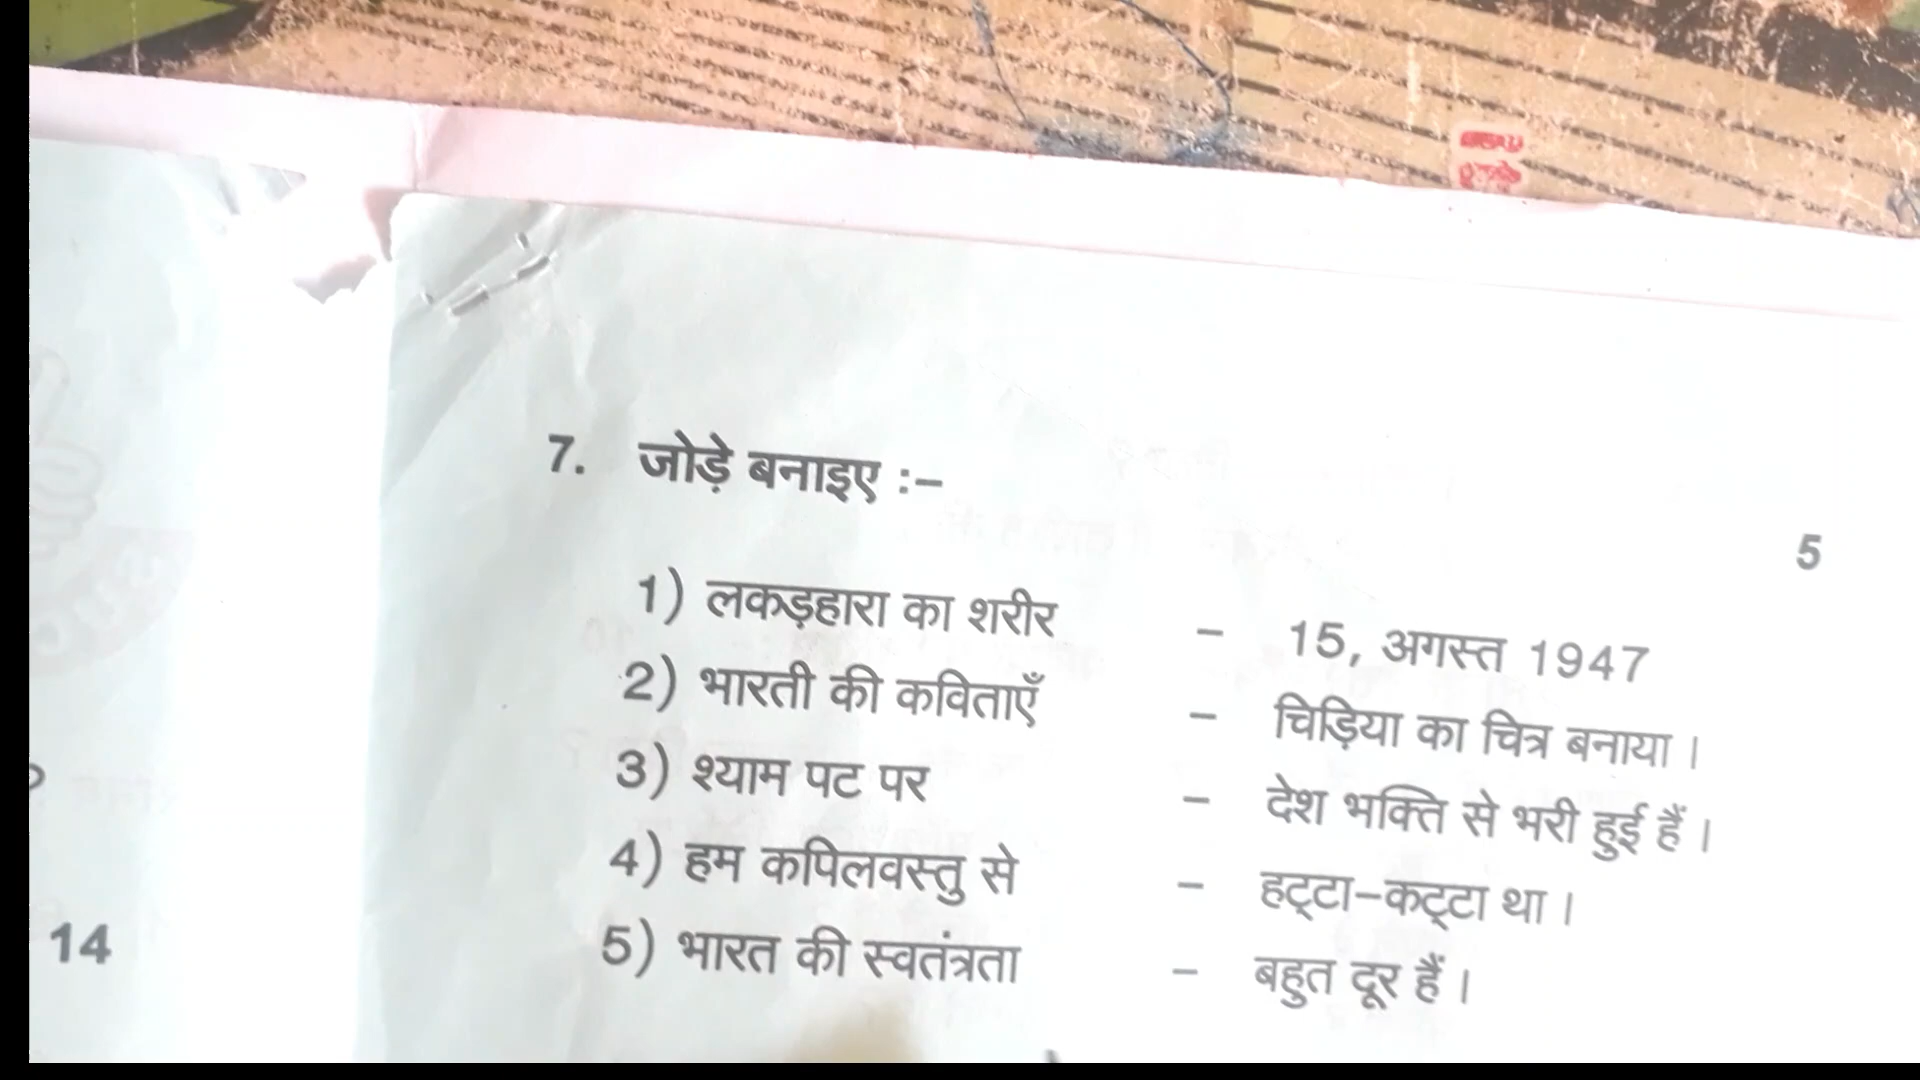 7. जोड़े बनाइए :–
5
1) लकड़हारा का शरीर – 15, अगस्त 1947
2) भारती की कविताएँ – चिड़िया का चित्र बनाया ।
3) श्याम पट पर – देश भक्ति से भरी हुई हैं ।
4) हम कपिलवस्तु से – हट्टा–कट्टा था ।
5) भारत की स्वतंत्रता – बहुत दूर हैं ।
14